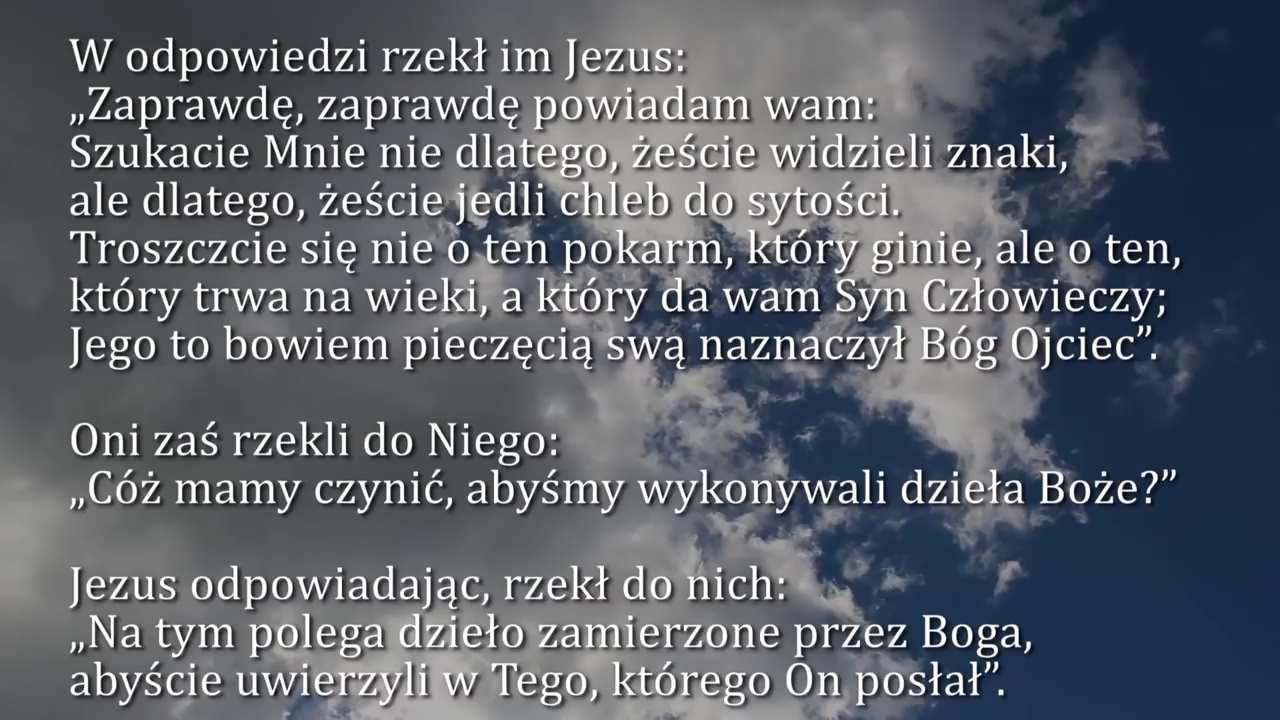 W odpowiedzi rzekł im Jezus:
„Zaprawdę, zaprawdę powiadam wam:
Szukacie Mnie nie dlatego, żeście widzieli znaki,
ale dlatego, żeście jedli chleb do sytości.
Troszczcie się nie o ten pokarm, który ginie, ale o ten,
który trwa na wieki, a który da wam Syn Człowieczy;
Jego to bowiem pieczęcią swą naznaczył Bóg Ojciec”.
Oni zaś rzekli do Niego:
„Cóż mamy czynić, abyśmy wykonywali dzieła Boże?”
Jezus odpowiadając, rzekł do nich:
„Na tym polega dzieło zamierzone przez Boga,
abyście uwierzyli w Tego, którego On posłał”.